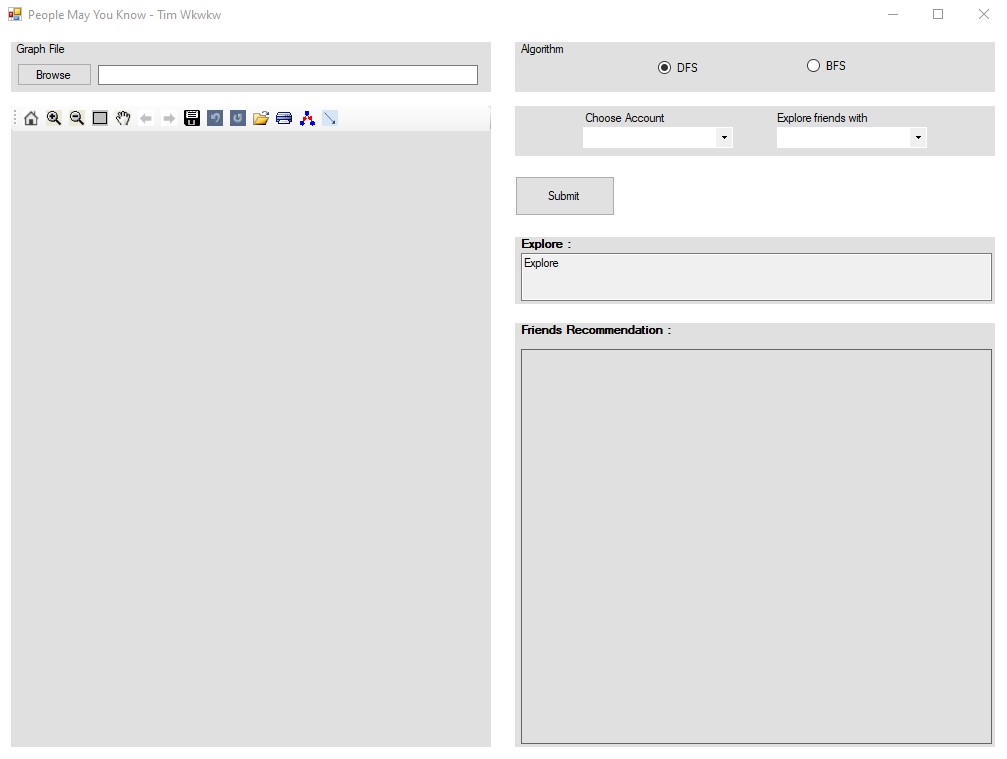 People May You Know - Tim Wkwkw
Graph File
Browse
Algorithm
DFS
BFS
Choose Account
Explore friends with
Submit
Explore :
Explore
Friends Recommendation :